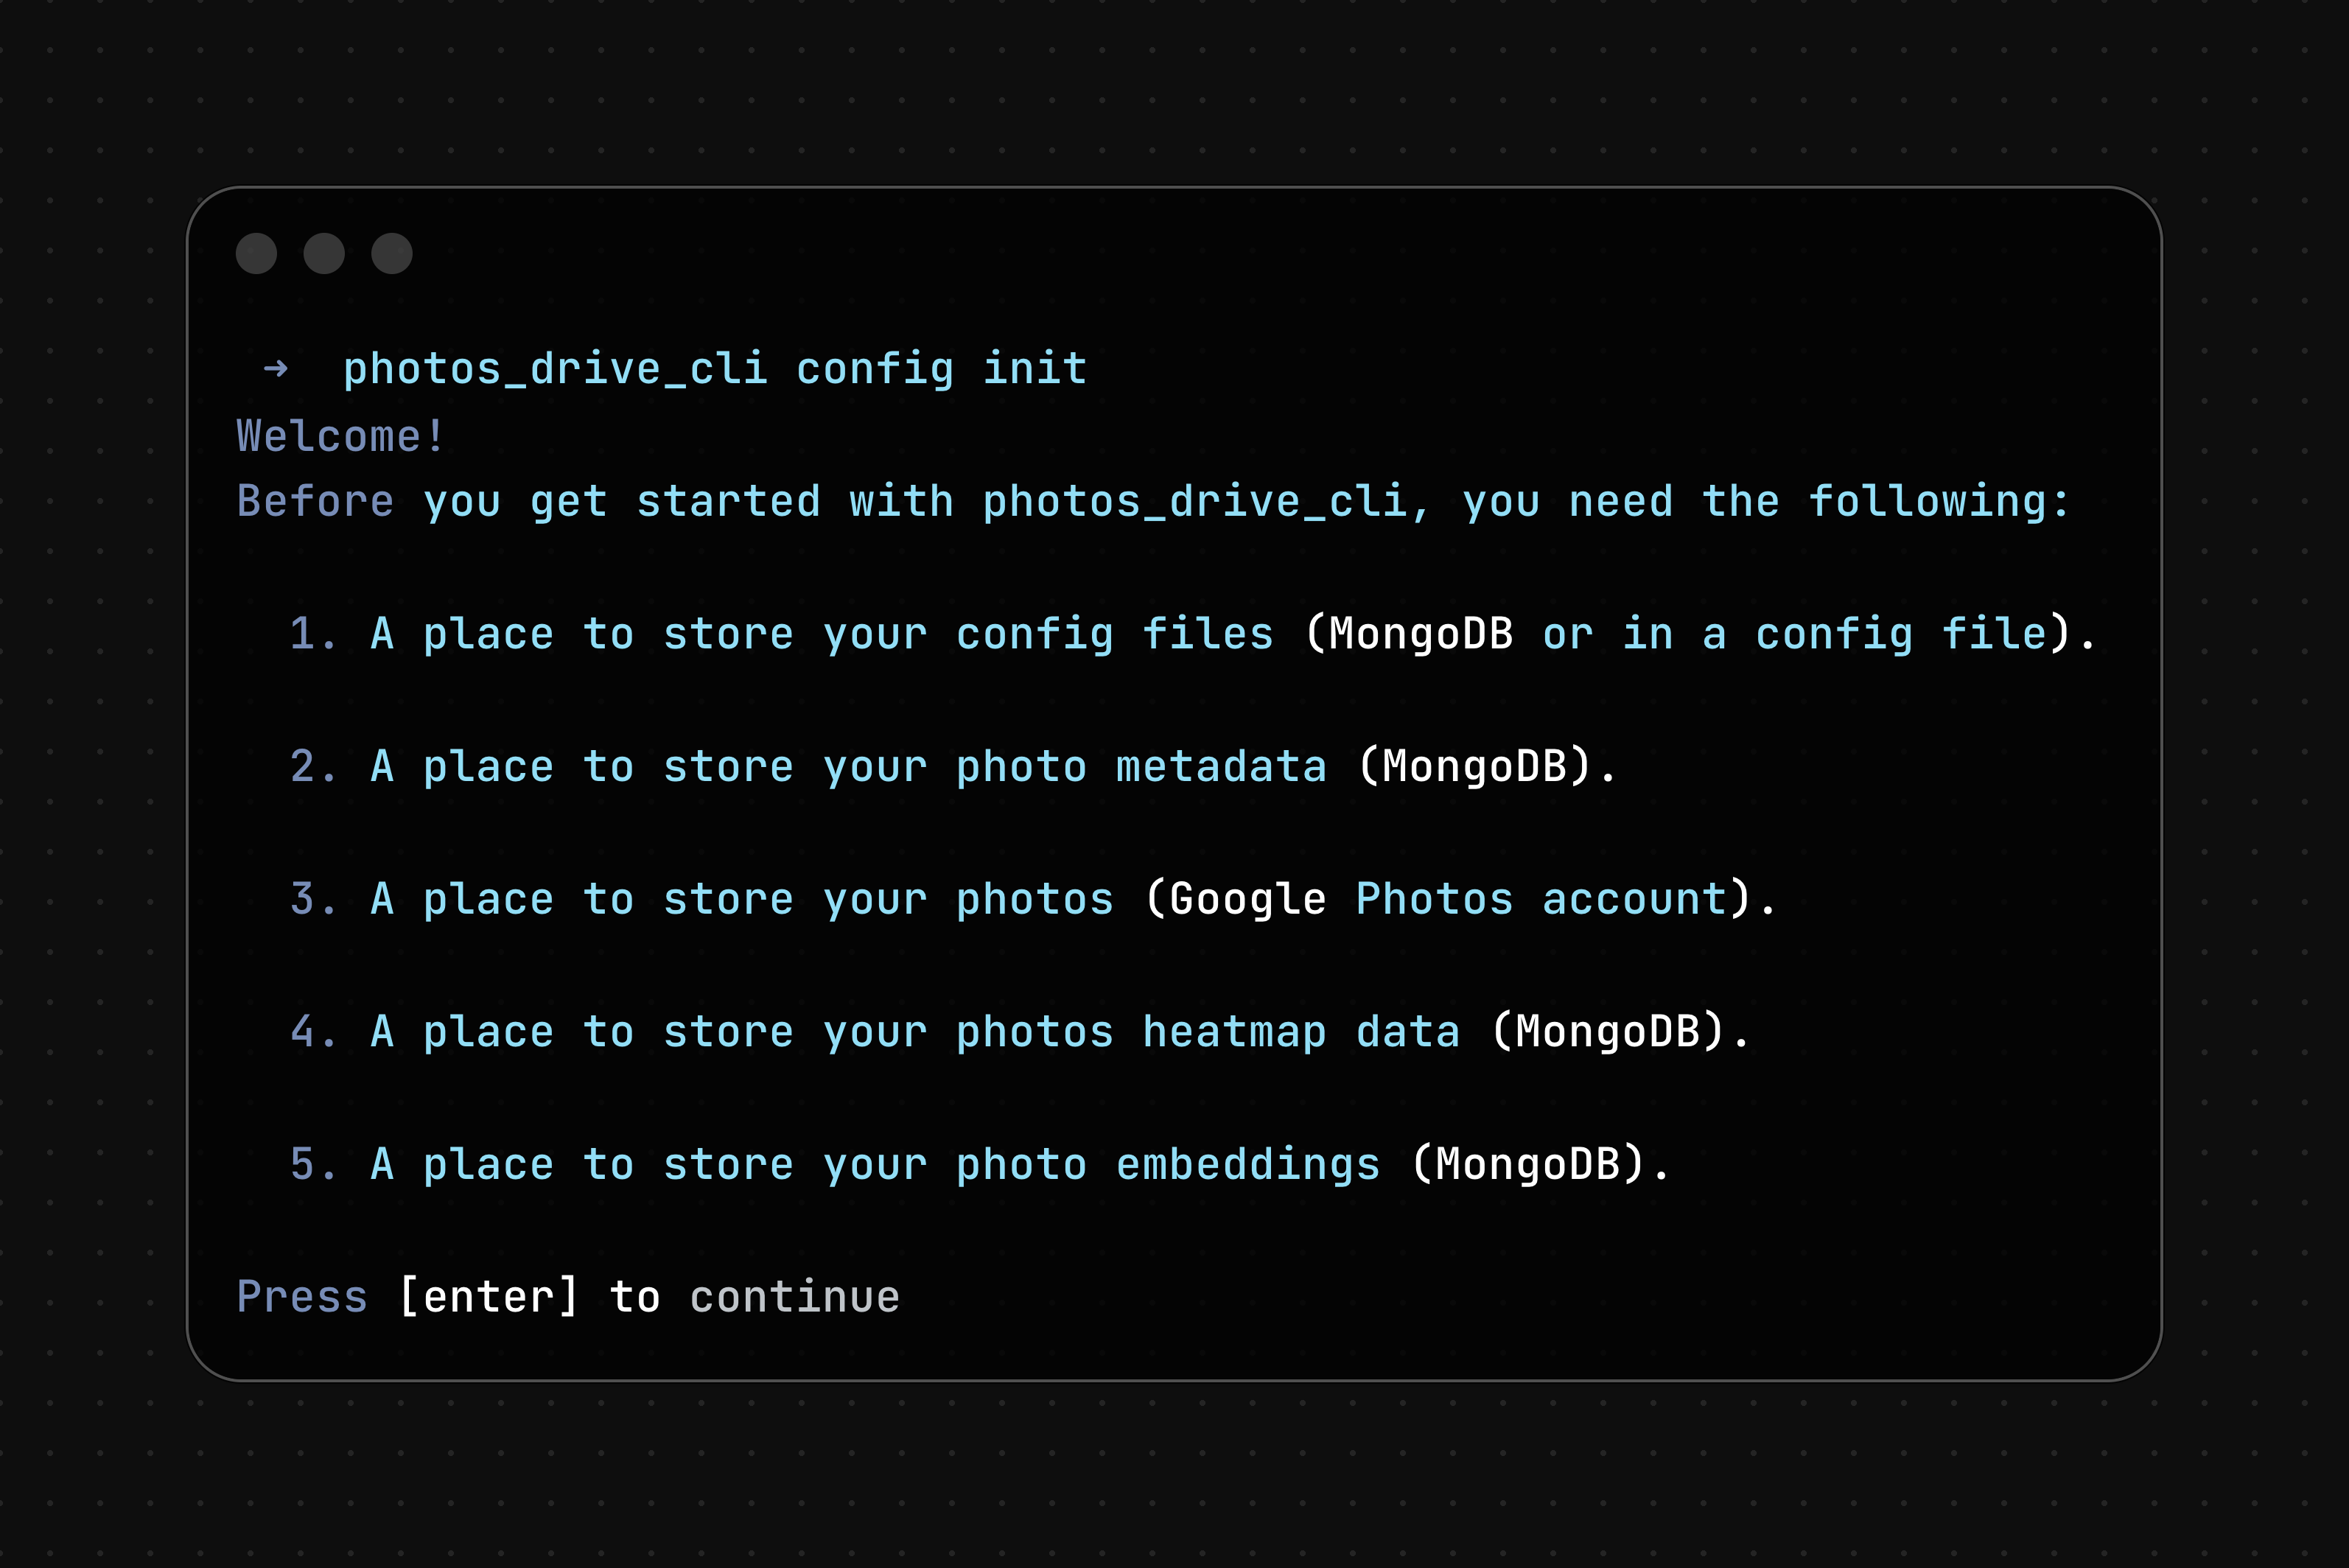 ➜ photos_drive_cli config init
Welcome!
Before you get started with photos_drive_cli, you need the following:
1. A place to store your config files (MongoDB or in a config file).
2. A place to store your photo metadata (MongoDB).
3. A place to store your photos (Google Photos account).
4. A place to store your photos heatmap data (MongoDB).
5. A place to store your photo embeddings (MongoDB).
Press [enter] to continue